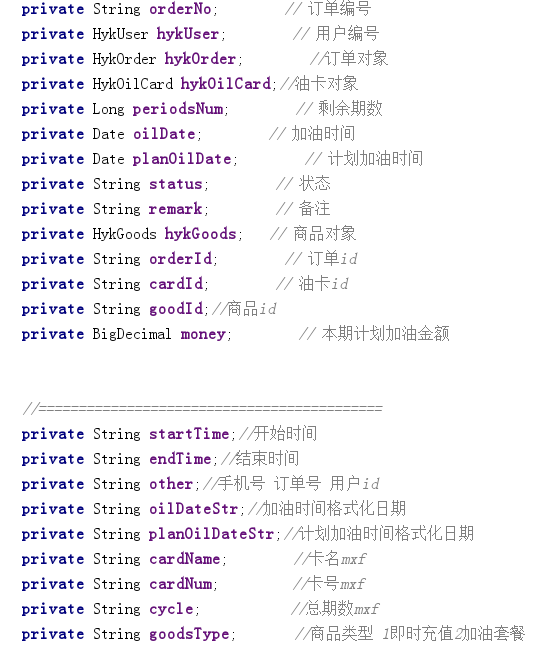 private String orderNo; // 订单编号
private HykUser hykUser; // 用户编号
private HykOrder hykOrder; //订单对象
private HykOilCard hykOilCard;//油卡对象
private Long periodsNum; // 剩余期数
private Date oilDate; // 加油时间
private Date planOilDate; // 计划加油时间
private String status; // 状态
private String remark; // 备注
private HykGoods hykGoods; // 商品对象
private String orderId; // 订单id
private String cardId; // 油卡id
private String goodId;//商品id
private BigDecimal money; // 本期计划加油金额
//===========================================
private String startTime;//开始时间
private String endTime;//结束时间
private String other;//手机号 订单号 用户id
private String oilDateStr;//加油时间格式化日期
private String planOilDateStr;//计划加油时间格式化日期
private String cardName; //卡名mxf
private String cardNum; //卡号mxf
private String cycle; //总期数mxf
private String goodsType; //商品类型 1即时充值2加油套餐